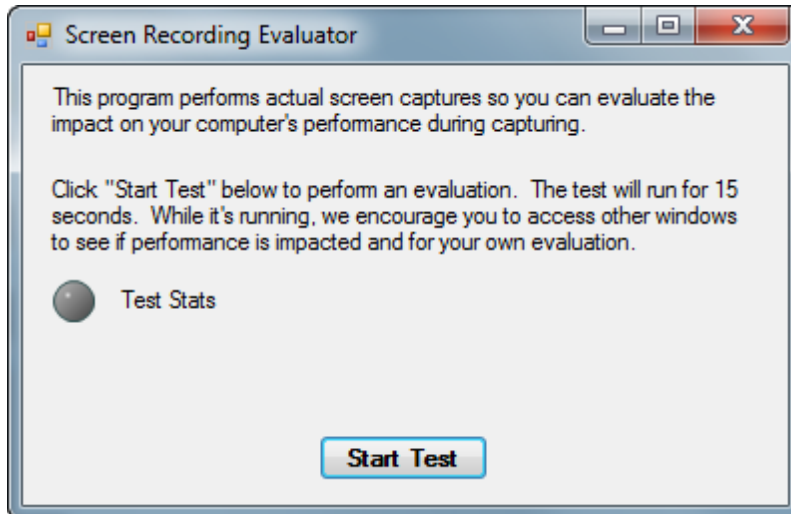 Screen Recording Evaluator
This program performs actual screen captures so you can evaluate the
impact on your computer's performance during capturing.
Click "Start Test" below to perform an evaluation.  The test will run for 15
seconds.  While it's running, we encourage you to access other windows
to see if performance is impacted and for your own evaluation.
Test Stats
Start Test